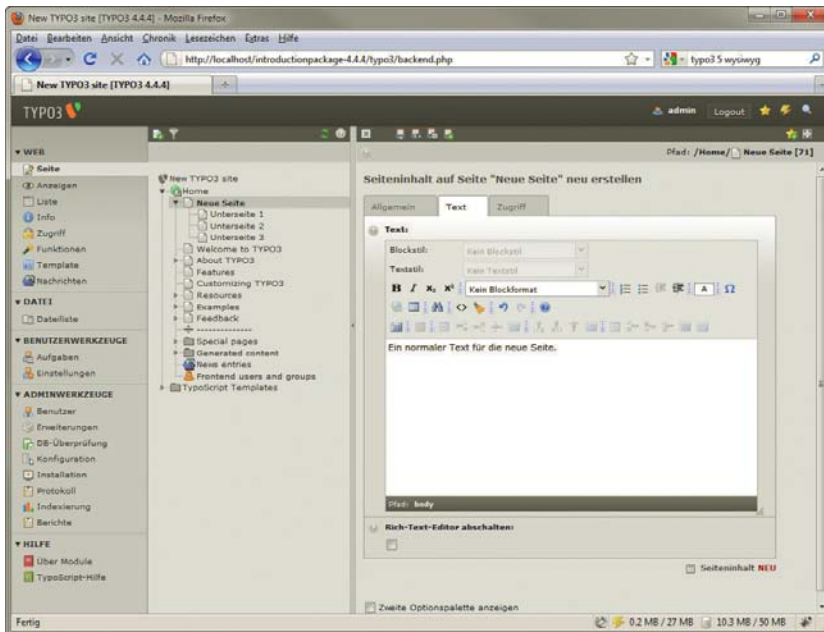 New TYPO3 site [TYPO3 4.4.4] - Mozilla Firefox
Datei Bearbeiten Ansicht Chronik Lesezeichen Extras Hilfe
http://localhost/introductionpackage-4.4.4/typo3/backend.php
typo3 5 wysiwyg
New TYPO3 site [TYPO3 4.4.4]
TYPO3
admin
Logout
Pfad: /Home/ Neue Seite [71]
WEB
Seite
Anzeigen
Liste
Info
Zugriff
Funktionen
Template
Nachrichten
DATEI
Dateiliste
BENUTZERWERKZEUGE
Aufgaben
Einstellungen
ADMINWERKZEUGE
Benutzer
Erweiterungen
DB-Überprüfung
Konfiguration
Installation
Protokoll
Indexierung
Berichte
HILFE
Über Module
TypoScript-Hilfe
New TYPO3 site
Home
Neue Seite
Unterseite 1
Unterseite 2
Unterseite 3
Welcome to TYPO3
About TYPO3
Features
Customizing TYPO3
Resources
Examples
Feedback
--------------
Special pages
Generated content
News entries
Frontend users and groups
TypoScript Templates
Seiteninhalt auf Seite "Neue Seite" neu erstellen
Allgemein Text Zugriff
Text:
Blockstil: Kein Blockstil
Textstil: Kein Textstil
B I x₂ x² Kein Blockformat A Ω
Ein normaler Text für die neue Seite.
Pfad: body
Rich-Text-Editor abschalten:
Seiteninhalt NEU
Zweite Optionspalette anzeigen
Fertig
0.2 MB / 27 MB 10.3 MB / 50 MB